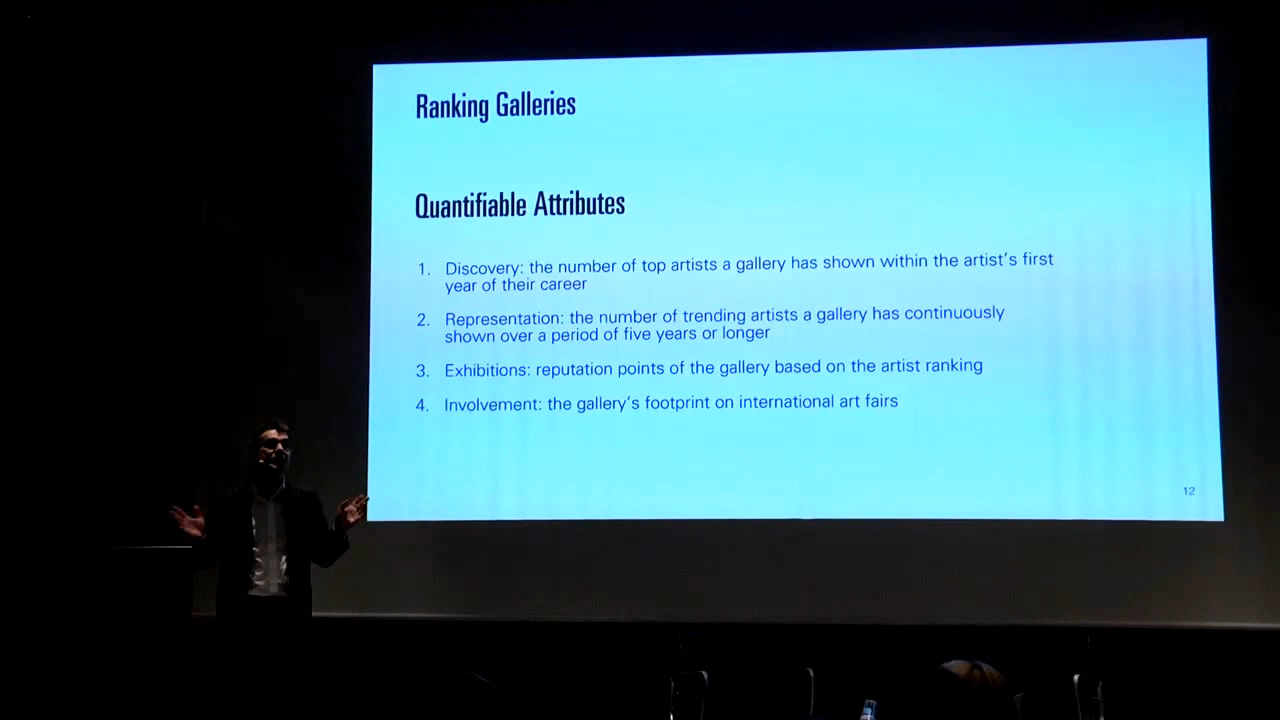 Ranking Galleries
Quantifiable Attributes
1. Discovery: the number of top artists a gallery has shown within the artist's first
year of their career
2. Representation: the number of trending artists a gallery has continuously
shown over a period of five years or longer
3. Exhibitions: reputation points of the gallery based on the artist ranking
4. Involvement: the gallery's footprint on international art fairs
12